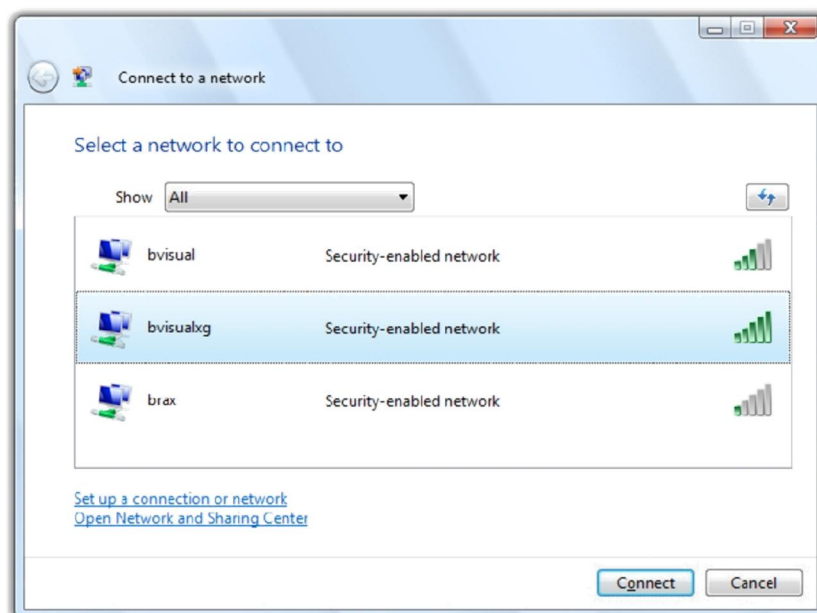 Connect to a network
Select a network to connect to
Show All
bvisual Security-enabled network
bvisualxg Security-enabled network
brax Security-enabled network
Set up a connection or network
Open Network and Sharing Center
Connect Cancel